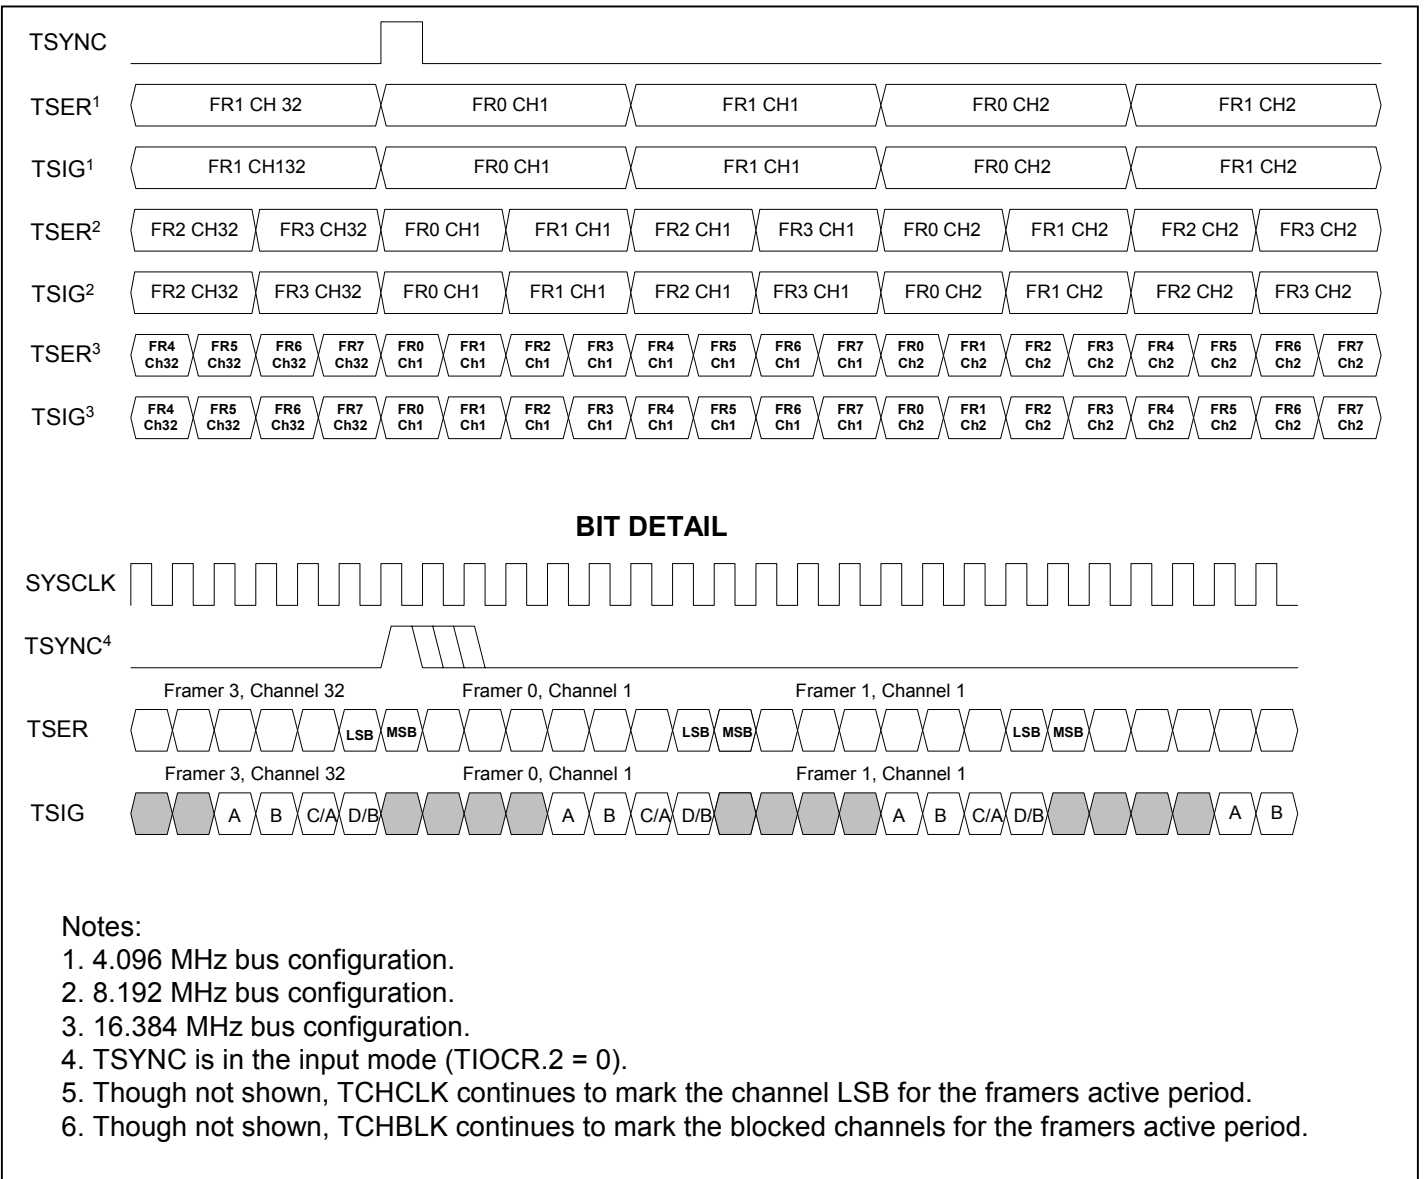 TSYNC
TSER1 FR1 CH 32 FR0 CH1 FR1 CH1 FR0 CH2 FR1 CH2
TSIG1 FR1 CH132 FR0 CH1 FR1 CH1 FR0 CH2 FR1 CH2
TSER2 FR2 CH32 FR3 CH32 FR0 CH1 FR1 CH1 FR2 CH1 FR3 CH1 FR0 CH2 FR1 CH2 FR2 CH2 FR3 CH2
TSIG2 FR2 CH32 FR3 CH32 FR0 CH1 FR1 CH1 FR2 CH1 FR3 CH1 FR0 CH2 FR1 CH2 FR2 CH2 FR3 CH2
TSER3 FR4 Ch32 FR5 Ch32 FR6 Ch32 FR7 Ch32 FR0 Ch1 FR1 Ch1 FR2 Ch1 FR3 Ch1 FR4 Ch1 FR5 Ch1 FR6 Ch1 FR7 Ch1 FR0 Ch2 FR1 Ch2 FR2 Ch2 FR3 Ch2 FR4 Ch2 FR5 Ch2 FR6 Ch2 FR7 Ch2
TSIG3 FR4 Ch32 FR5 Ch32 FR6 Ch32 FR7 Ch32 FR0 Ch1 FR1 Ch1 FR2 Ch1 FR3 Ch1 FR4 Ch1 FR5 Ch1 FR6 Ch1 FR7 Ch1 FR0 Ch2 FR1 Ch2 FR2 Ch2 FR3 Ch2 FR4 Ch2 FR5 Ch2 FR6 Ch2 FR7 Ch2
BIT DETAIL
SYSCLK
TSYNC4
Framer 3, Channel 32 Framer 0, Channel 1 Framer 1, Channel 1
TSER LSB MSB LSB MSB LSB MSB
Framer 3, Channel 32 Framer 0, Channel 1 Framer 1, Channel 1
TSIG A B C/A D/B A B C/A D/B A B C/A D/B A B
Notes:
1. 4.096 MHz bus configuration.
2. 8.192 MHz bus configuration.
3. 16.384 MHz bus configuration.
4. TSYNC is in the input mode (TIOCR.2 = 0).
5. Though not shown, TCHCLK continues to mark the channel LSB for the framers active period.
6. Though not shown, TCHBLK continues to mark the blocked channels for the framers active period.